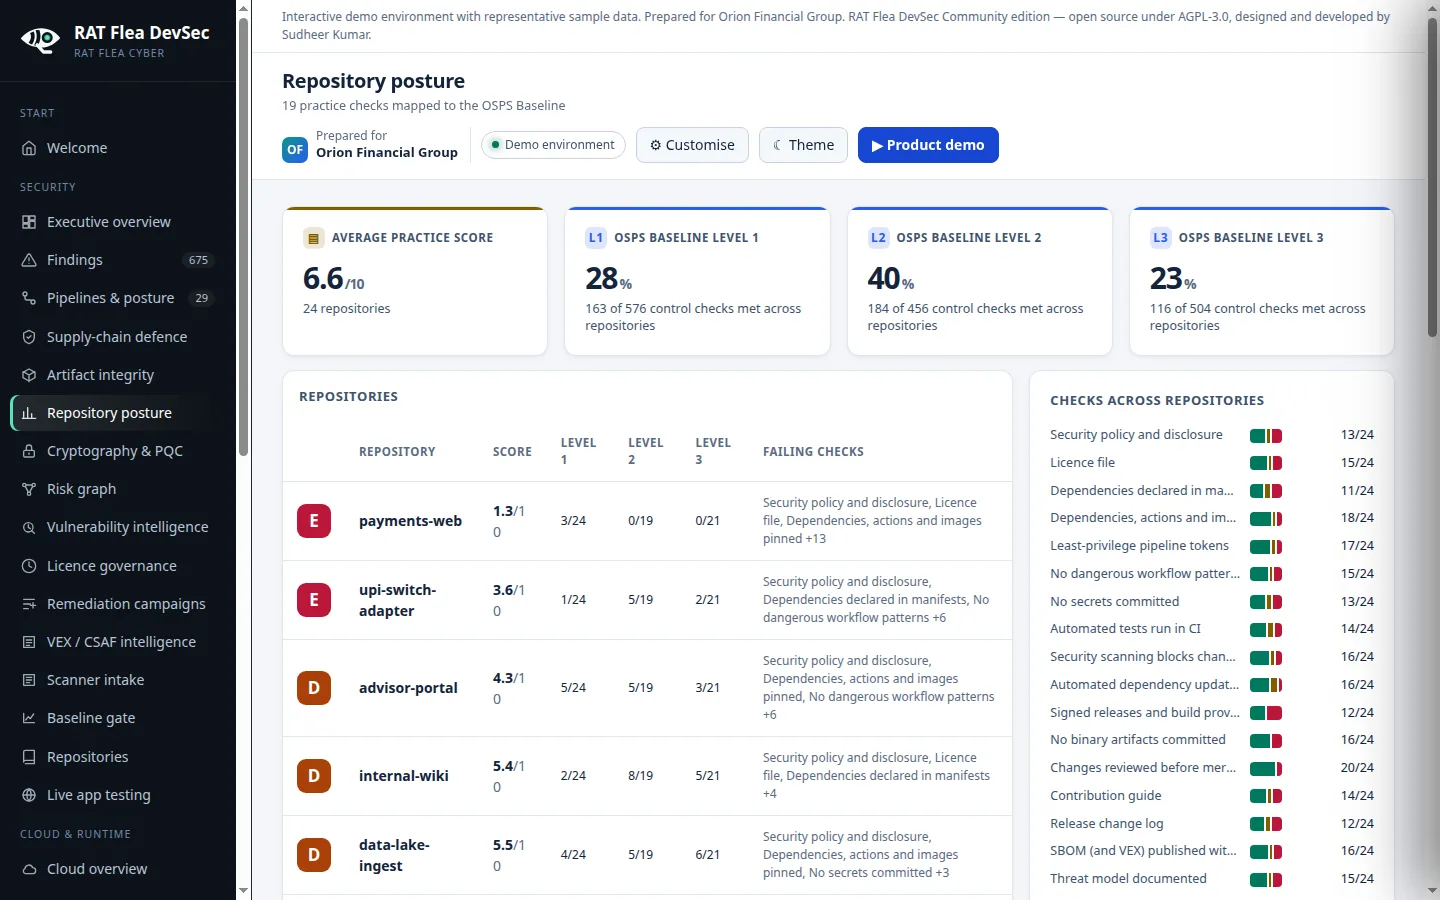 RAT Flea DevSec
RAT FLEA CYBER
START
Welcome
SECURITY
Executive overview
Findings 675
Pipelines & posture 29
Supply-chain defence
Artifact integrity
Repository posture
Cryptography & PQC
Risk graph
Vulnerability intelligence
Licence governance
Remediation campaigns
VEX / CSAF intelligence
Scanner intake
Baseline gate
Repositories
Live app testing
CLOUD & RUNTIME
Cloud overview
Interactive demo environment with representative sample data. Prepared for Orion Financial Group. RAT Flea DevSec Community edition — open source under AGPL-3.0, designed and developed by
Sudheer Kumar.
Repository posture
19 practice checks mapped to the OSPS Baseline
OF
Prepared for
Orion Financial Group
Demo environment
⚙ Customise
☾ Theme
▶ Product demo
AVERAGE PRACTICE SCORE
6.6/10
24 repositories
L1 OSPS BASELINE LEVEL 1
28%
163 of 576 control checks met across
repositories
L2 OSPS BASELINE LEVEL 2
40%
184 of 456 control checks met across
repositories
L3 OSPS BASELINE LEVEL 3
23%
116 of 504 control checks met across
repositories
REPOSITORIES
REPOSITORY SCORE LEVEL 1 LEVEL 2 LEVEL 3 FAILING CHECKS
E payments-web 1.3/10 3/24 0/19 0/21
Security policy and disclosure, Licence
file, Dependencies, actions and images
pinned +13
E upi-switch-adapter 3.6/10 1/24 5/19 2/21
Security policy and disclosure,
Dependencies declared in manifests, No
dangerous workflow patterns +6
D advisor-portal 4.3/10 5/24 5/19 3/21
Security policy and disclosure,
Dependencies, actions and images
pinned, No dangerous workflow patterns
+6
D internal-wiki 5.4/10 2/24 8/19 5/21
Security policy and disclosure, Licence
file, Dependencies declared in manifests
+4
D data-lake-ingest 5.5/10 4/24 5/19 6/21
Security policy and disclosure,
Dependencies, actions and images
pinned, No secrets committed +3
CHECKS ACROSS REPOSITORIES
Security policy and disclosure 13/24
Licence file 15/24
Dependencies declared in ma... 11/24
Dependencies, actions and im... 18/24
Least-privilege pipeline tokens 17/24
No dangerous workflow patter... 15/24
No secrets committed 13/24
Automated tests run in CI 14/24
Security scanning blocks chan... 16/24
Automated dependency updat... 16/24
Signed releases and build prov... 12/24
No binary artifacts committed 16/24
Changes reviewed before mer... 20/24
Contribution guide 14/24
Release change log 12/24
SBOM (and VEX) published wit... 16/24
Threat model documented 15/24